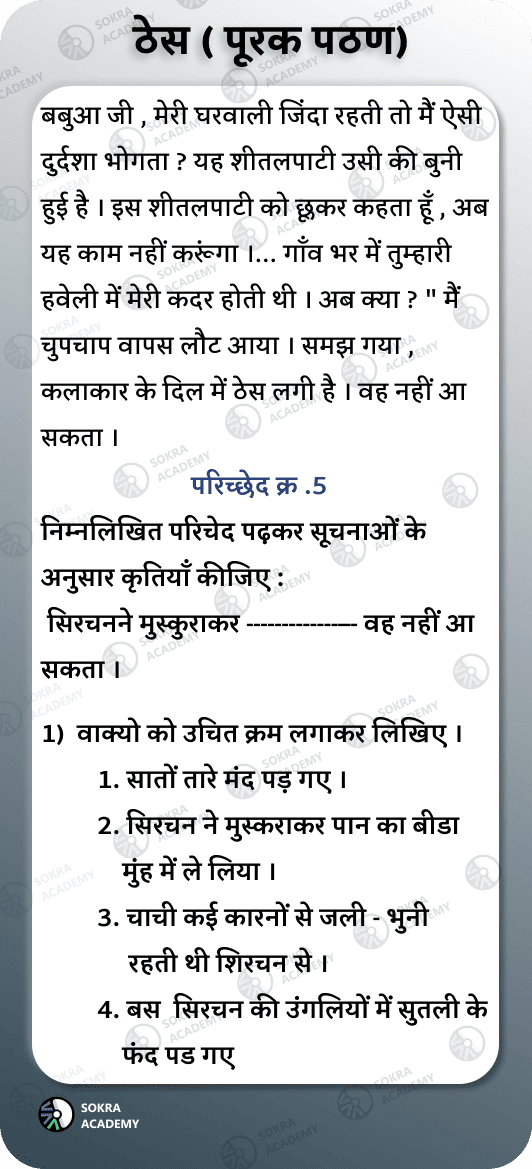 ठेस ( पूरक पठण)
बबुआ जी , मेरी घरवाली जिंदा रहती तो मैं ऐसी
दुर्दशा भोगता ? यह शीतलपाटी उसी की बुनी
हुई है । इस शीतलपाटी को छूकर कहता हूँ , अब
यह काम नहीं करूंगा ।... गाँव भर में तुम्हारी
हवेली में मेरी कदर होती थी । अब क्या ? " मैं
चुपचाप वापस लौट आया । समझ गया ,
कलाकार के दिल में ठेस लगी है । वह नहीं आ
सकता ।
परिच्छेद क्र .5
निम्नलिखित परिचेद पढ़कर सूचनाओं के
अनुसार कृतियाँ कीजिए :
सिरचनने मुस्कुराकर ---------------- वह नहीं आ
सकता ।
1) वाक्यो को उचित क्रम लगाकर लिखिए ।
1. सातों तारे मंद पड़ गए ।
2. सिरचन ने मुस्कराकर पान का बीडा
मुंह में ले लिया ।
3. चाची कई कारनों से जली - भुनी
रहती थी शिरचन से ।
4. बस सिरचन की उंगलियों में सुतली के
फंद पड गए
SOKRA
ACADEMY